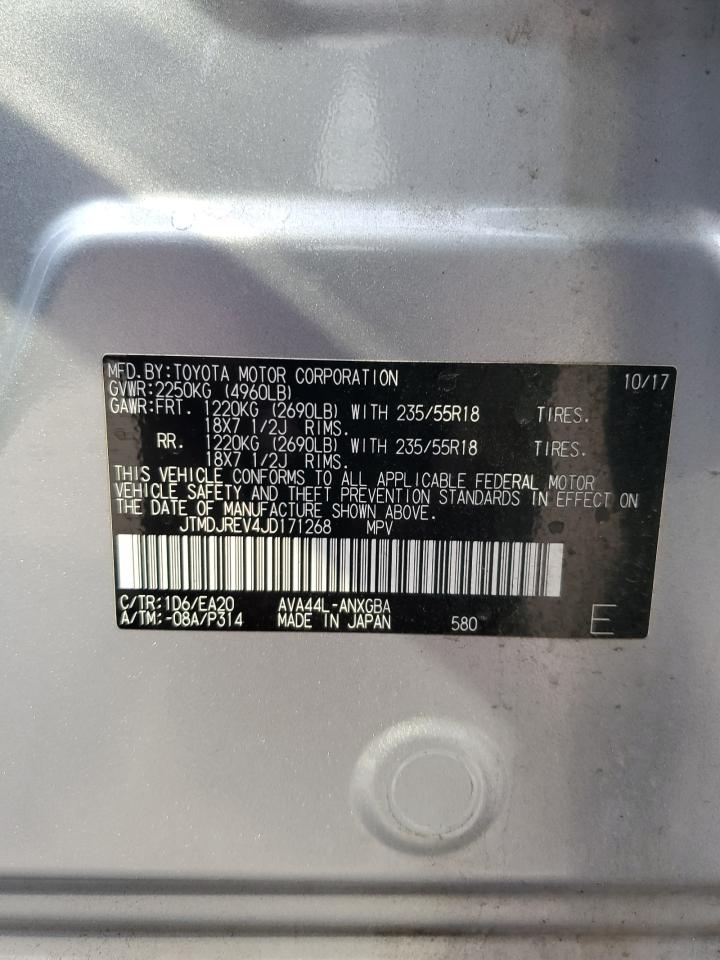 MFD.BY:TOYOTA MOTOR CORPORATION 10/17
GVWR:2250KG (4960LB)
GAWR:FRT. 1220KG (2690LB) WITH 235/55R18 TIRES.
18X7 1/2J RIMS.
RR. 1220KG (2690LB) WITH 235/55R18 TIRES.
18X7 1/2J RIMS.
THIS VEHICLE CONFORMS TO ALL APPLICABLE FEDERAL MOTOR
VEHICLE SAFETY AND THEFT PREVENTION STANDARDS IN EFFECT ON
THE DATE OF MANUFACTURE SHOWN ABOVE.
JTMDJREV4JD171268 MPV
C/TR:1D6/EA20 AVA44L-ANXGBA
A/TM:-08A/P314 MADE IN JAPAN 580 E